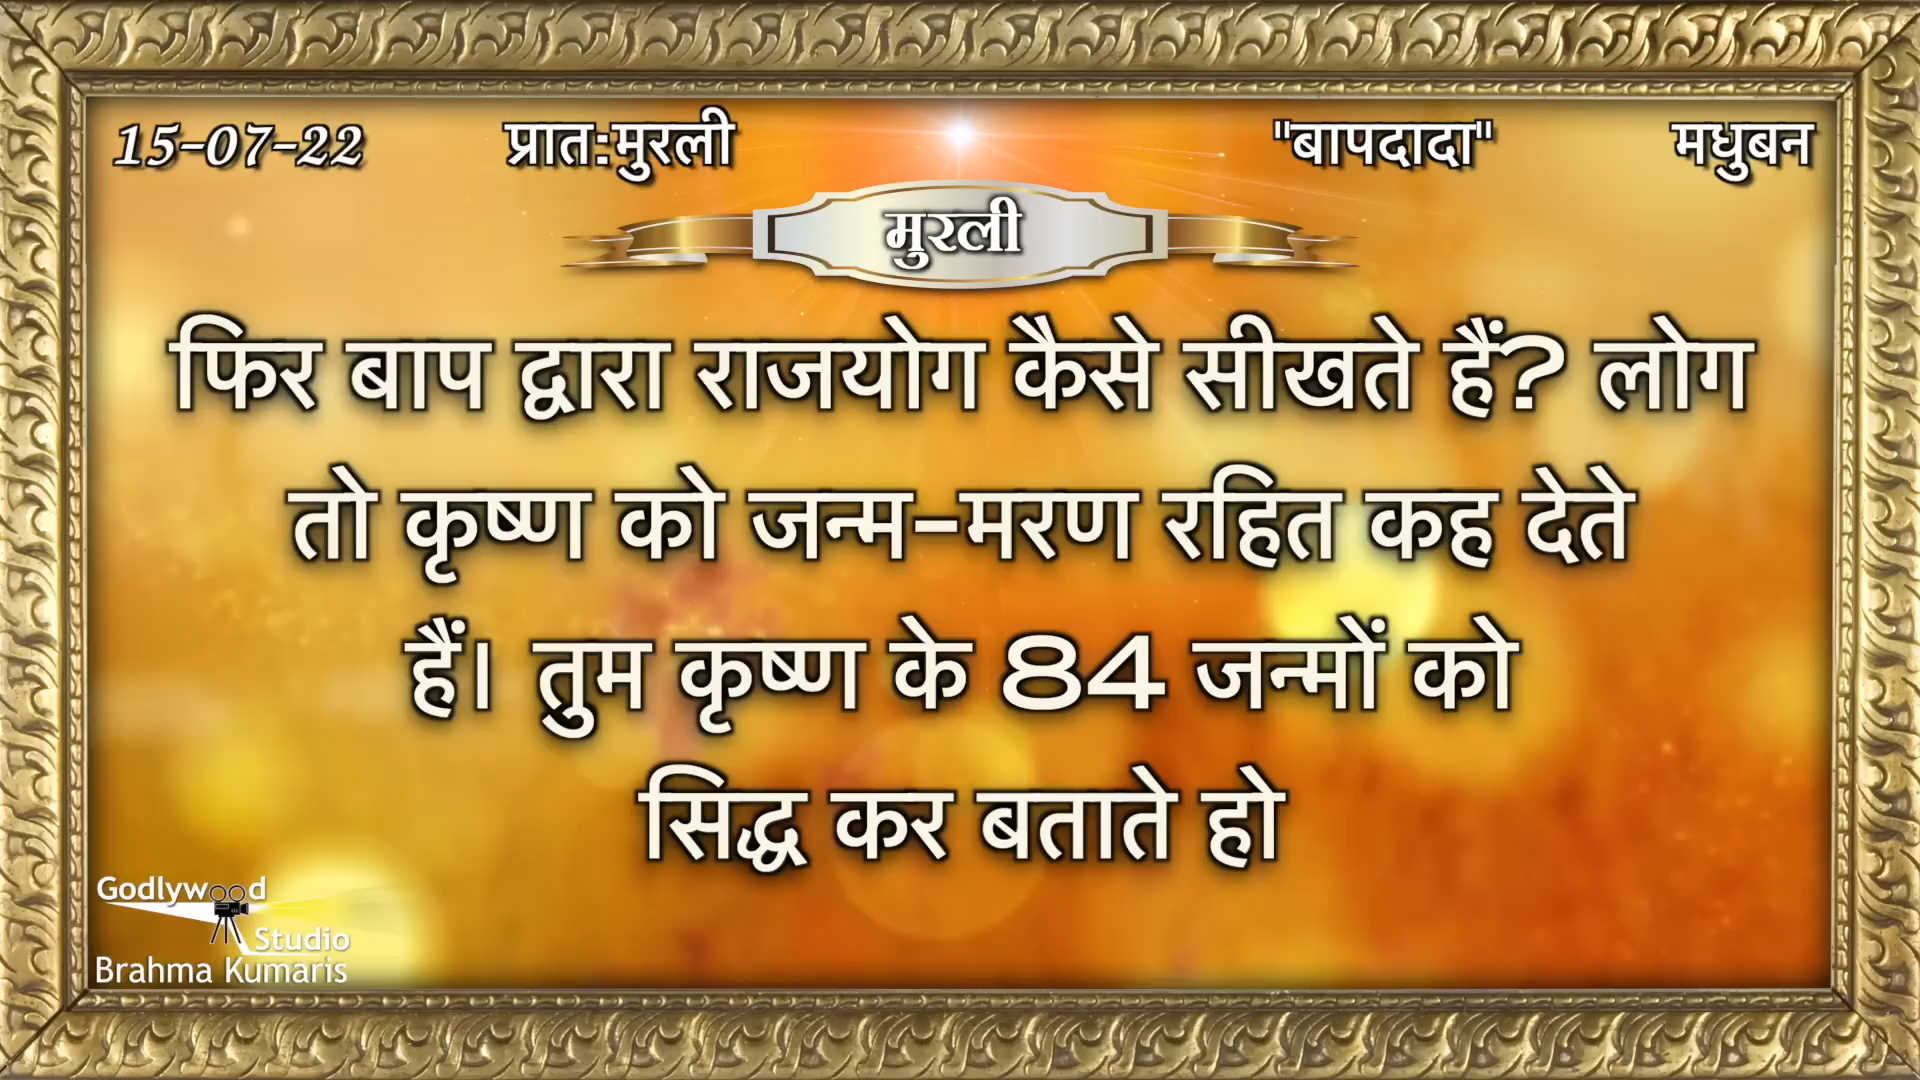 15-07-22 प्रात:मुरली "बापदादा" मधुबन
मुरली
फिर बाप द्वारा राजयोग कैसे सीखते हैं? लोग
तो कृष्ण को जन्म-मरण रहित कह देते
हैं। तुम कृष्ण के 84 जन्मों को
सिद्ध कर बताते हो
Godlywood
Studio
Brahma Kumaris